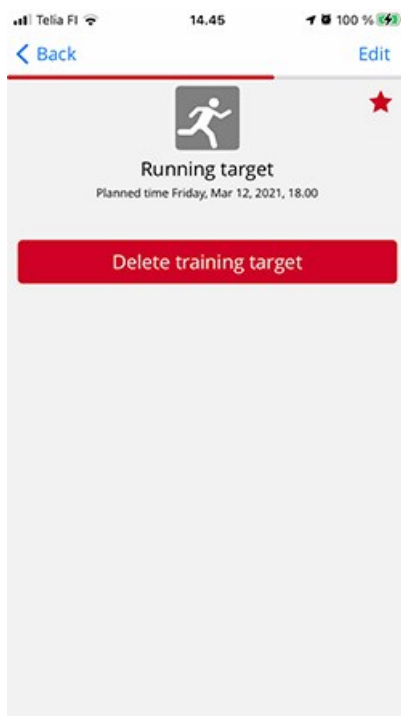 Telia FI 14.45 100 %
Back Edit
Running target
Planned time Friday, Mar 12, 2021, 18.00
Delete training target